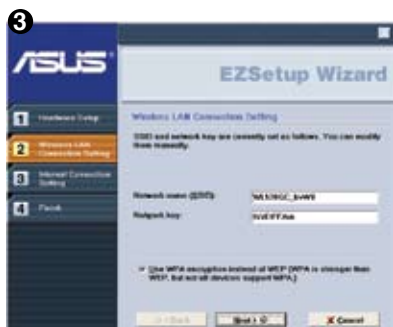 3
ASUS
EZSetup Wizard
1 Hardware Setup
2 Wireless LAN
Connection Setting
3 Internet Connection
Setting
4 Finish
Wireless LAN Connection Setting
SSID and network key are currently set as follows. You can modify
them manually.
Network name (SSID):
Network key:
Use WPA encryption instead of WEP (WPA is stronger than
WEP, but not all devices support WPA.)
< Back
Next >
X Cancel